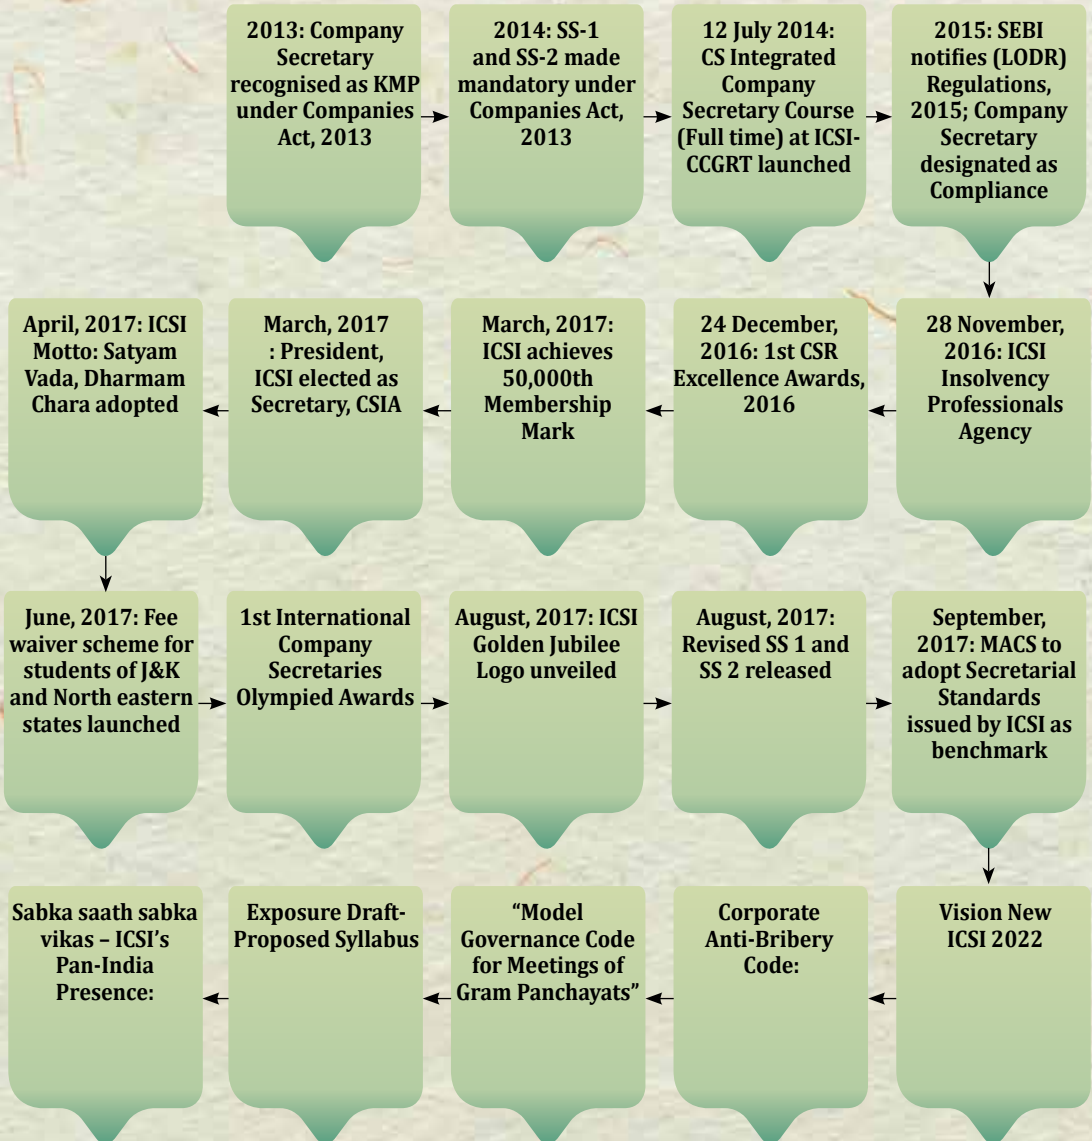 2013: Company
Secretary
recognised as KMP
under Companies
Act, 2013
2014: SS-1
and SS-2 made
mandatory under
Companies Act,
2013
12 July 2014:
CS Integrated
Company
Secretary Course
(Full time) at ICSI-
CCGRT launched
2015: SEBI
notifies (LODR)
Regulations,
2015; Company
Secretary
designated as
Compliance
28 November,
2016: ICSI
Insolvency
Professionals
Agency
24 December,
2016: 1st CSR
Excellence Awards,
2016
March, 2017:
ICSI achieves
50,000th
Membership
Mark
March, 2017
: President,
ICSI elected as
Secretary, CSIA
April, 2017: ICSI
Motto: Satyam
Vada, Dharmam
Chara adopted
June, 2017: Fee
waiver scheme for
students of J&K
and North eastern
states launched
1st International
Company
Secretaries
Olympied Awards
August, 2017: ICSI
Golden Jubilee
Logo unveiled
August, 2017:
Revised SS 1 and
SS 2 released
September,
2017: MACS to
adopt Secretarial
Standards
issued by ICSI as
benchmark
Vision New
ICSI 2022
Corporate
Anti-Bribery
Code:
“Model
Governance Code
for Meetings of
Gram Panchayats”
Exposure Draft-
Proposed Syllabus
Sabka saath sabka
vikas – ICSI’s
Pan-India
Presence: